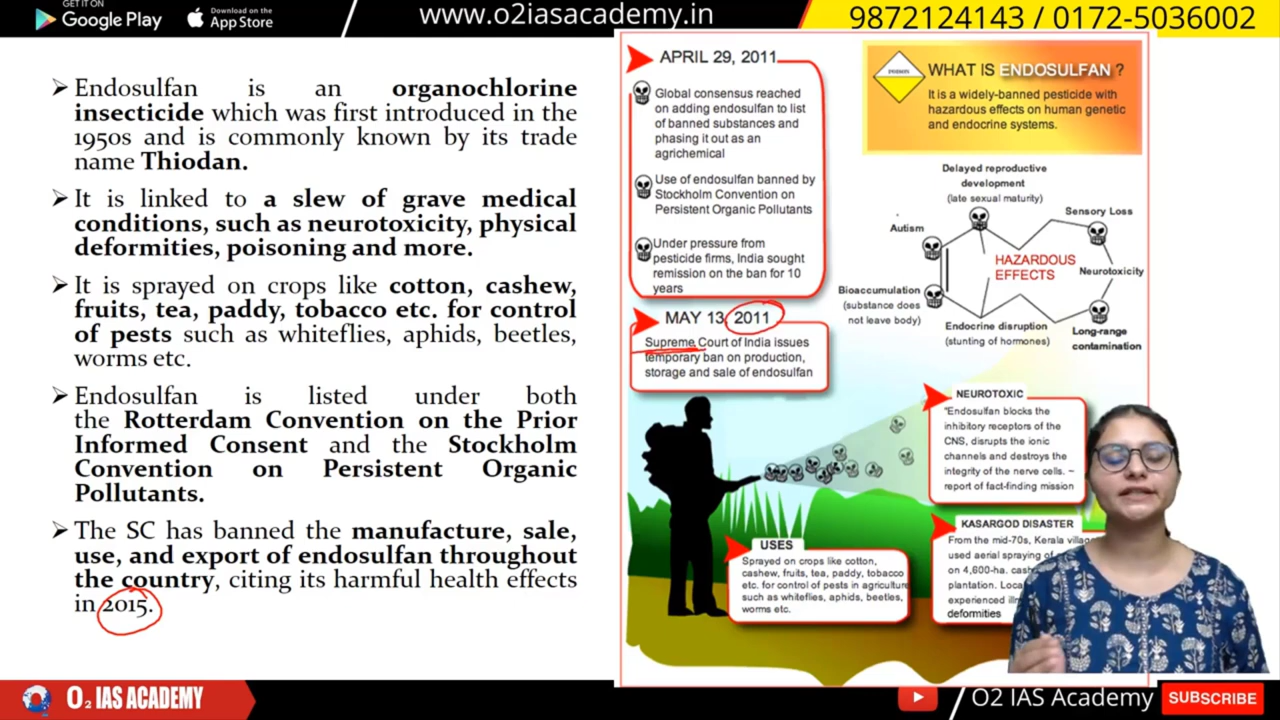 GET IT ON
Google Play
Download on the
App Store
www.o2iasacademy.in
9872124143 / 0172-5036002
Endosulfan is an organochlorine
insecticide which was first introduced in the
1950s and is commonly known by its trade
name Thiodan.
It is linked to a slew of grave medical
conditions, such as neurotoxicity, physical
deformities, poisoning and more.
It is sprayed on crops like cotton, cashew,
fruits, tea, paddy, tobacco etc. for control
of pests such as whiteflies, aphids, beetles,
worms etc.
Endosulfan is listed under both
the Rotterdam Convention on the Prior
Informed Consent and the Stockholm
Convention on Persistent Organic
Pollutants.
The SC has banned the manufacture, sale,
use, and export of endosulfan throughout
the country, citing its harmful health effects
in 2015.
APRIL 29, 2011
Global consensus reached
on adding endosulfan to list
of banned substances and
phasing it out as an
agrichemical
Use of endosulfan banned by
Stockholm Convention on
Persistent Organic Pollutants
Under pressure from
pesticide firms, India sought
remission on the ban for 10
years
MAY 13, 2011
Supreme Court of India issues
temporary ban on production,
storage and sale of endosulfan
POISON
WHAT IS ENDOSULFAN ?
It is a widely-banned pesticide with
hazardous effects on human genetic
and endocrine systems.
Delayed reproductive
development
(late sexual maturity)
Sensory Loss
Autism
HAZARDOUS
EFFECTS
Neurotoxicity
Bioaccumulation
(substance does
not leave body)
Endocrine disruption
(stunting of hormones)
Long-range
contamination
NEUROTOXIC
"Endosulfan blocks the
inhibitory receptors of the
CNS, disrupts the ionic
channels and destroys the
integrity of the nerve cells. ~
report of fact-finding mission
USES
Sprayed on crops like cotton,
cashew, fruits, tea, paddy, tobacco
etc. for control of pests in agriculture
such as whiteflies, aphids, beetles,
worms etc.
KASARGOD DISASTER
From the mid-70s, Kerala
used aerial spraying of
on 4,600-ha.
plantation.
experienced
deformities
O2 IAS ACADEMY
O2 IAS Academy
SUBSCRIBE